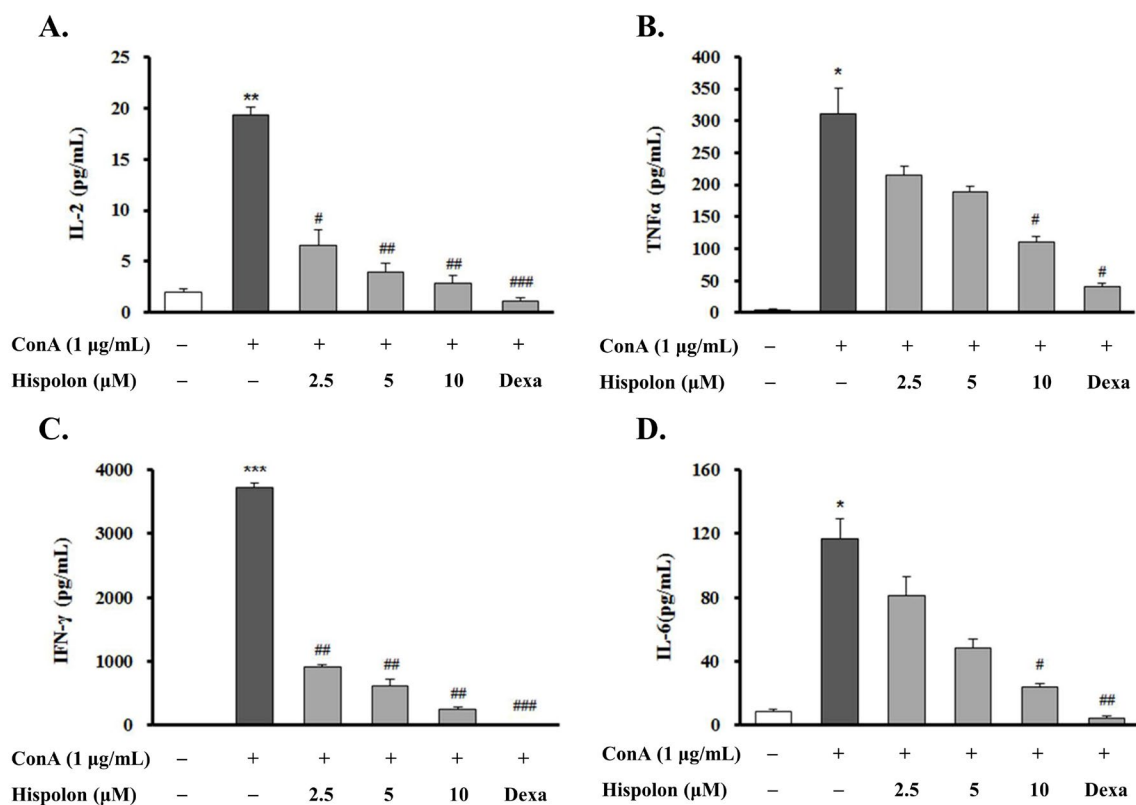 A.
IL-2 (pg/mL)
25
20
15
10
5
0
**
#
##
##
###
ConA (1 μg/mL) – + + + + +
Hispolon (μM) – – 2.5 5 10 Dexa
B.
TNFα (pg/mL)
400
350
300
250
200
150
100
50
0
*
#
#
ConA (1 μg/mL) – + + + + +
Hispolon (μM) – – 2.5 5 10 Dexa
C.
IFN-γ (pg/mL)
4000
3000
2000
1000
0
***
##
##
##
###
ConA (1 μg/mL) – + + + + +
Hispolon (μM) – – 2.5 5 10 Dexa
D.
IL-6(pg/mL)
160
120
80
40
0
*
#
##
ConA (1 μg/mL) – + + + + +
Hispolon (μM) – – 2.5 5 10 Dexa